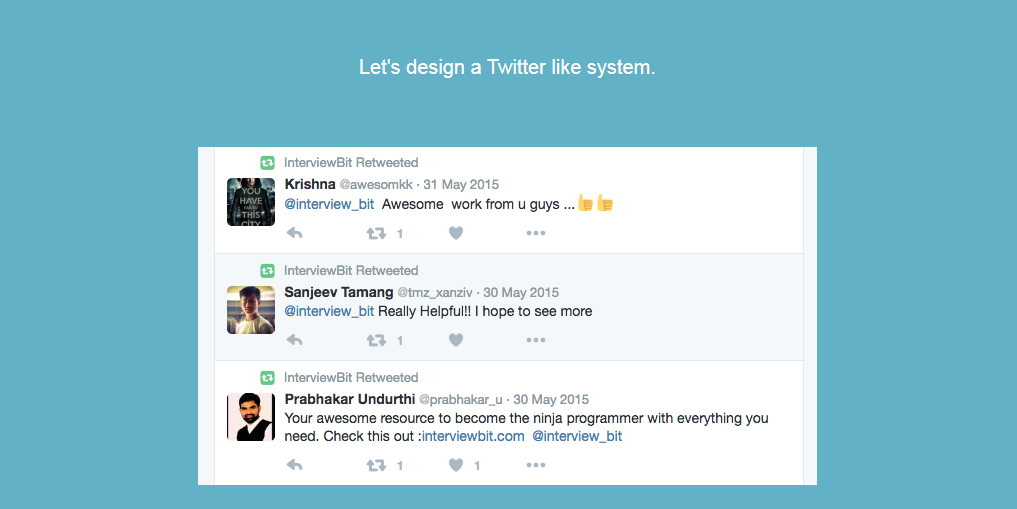 Let's design a Twitter like system.
InterviewBit Retweeted
Krishna @awesomkk · 31 May 2015
@interview_bit Awesome work from u guys ...👍👍
1
InterviewBit Retweeted
Sanjeev Tamang @tmz_xanziv · 30 May 2015
@interview_bit Really Helpful!! I hope to see more
1
InterviewBit Retweeted
Prabhakar Undurthi @prabhakar_u · 30 May 2015
Your awesome resource to become the ninja programmer with everything you
need. Check this out :interviewbit.com @interview_bit
1 1
YOU
HAVE
THIS
CITY